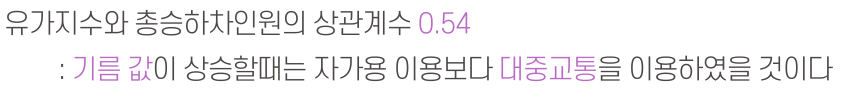 유가지수와 총승하차인원의 상관계수 0.54
: 기름 값이 상승할때는 자가용 이용보다 대중교통을 이용하였을 것이다